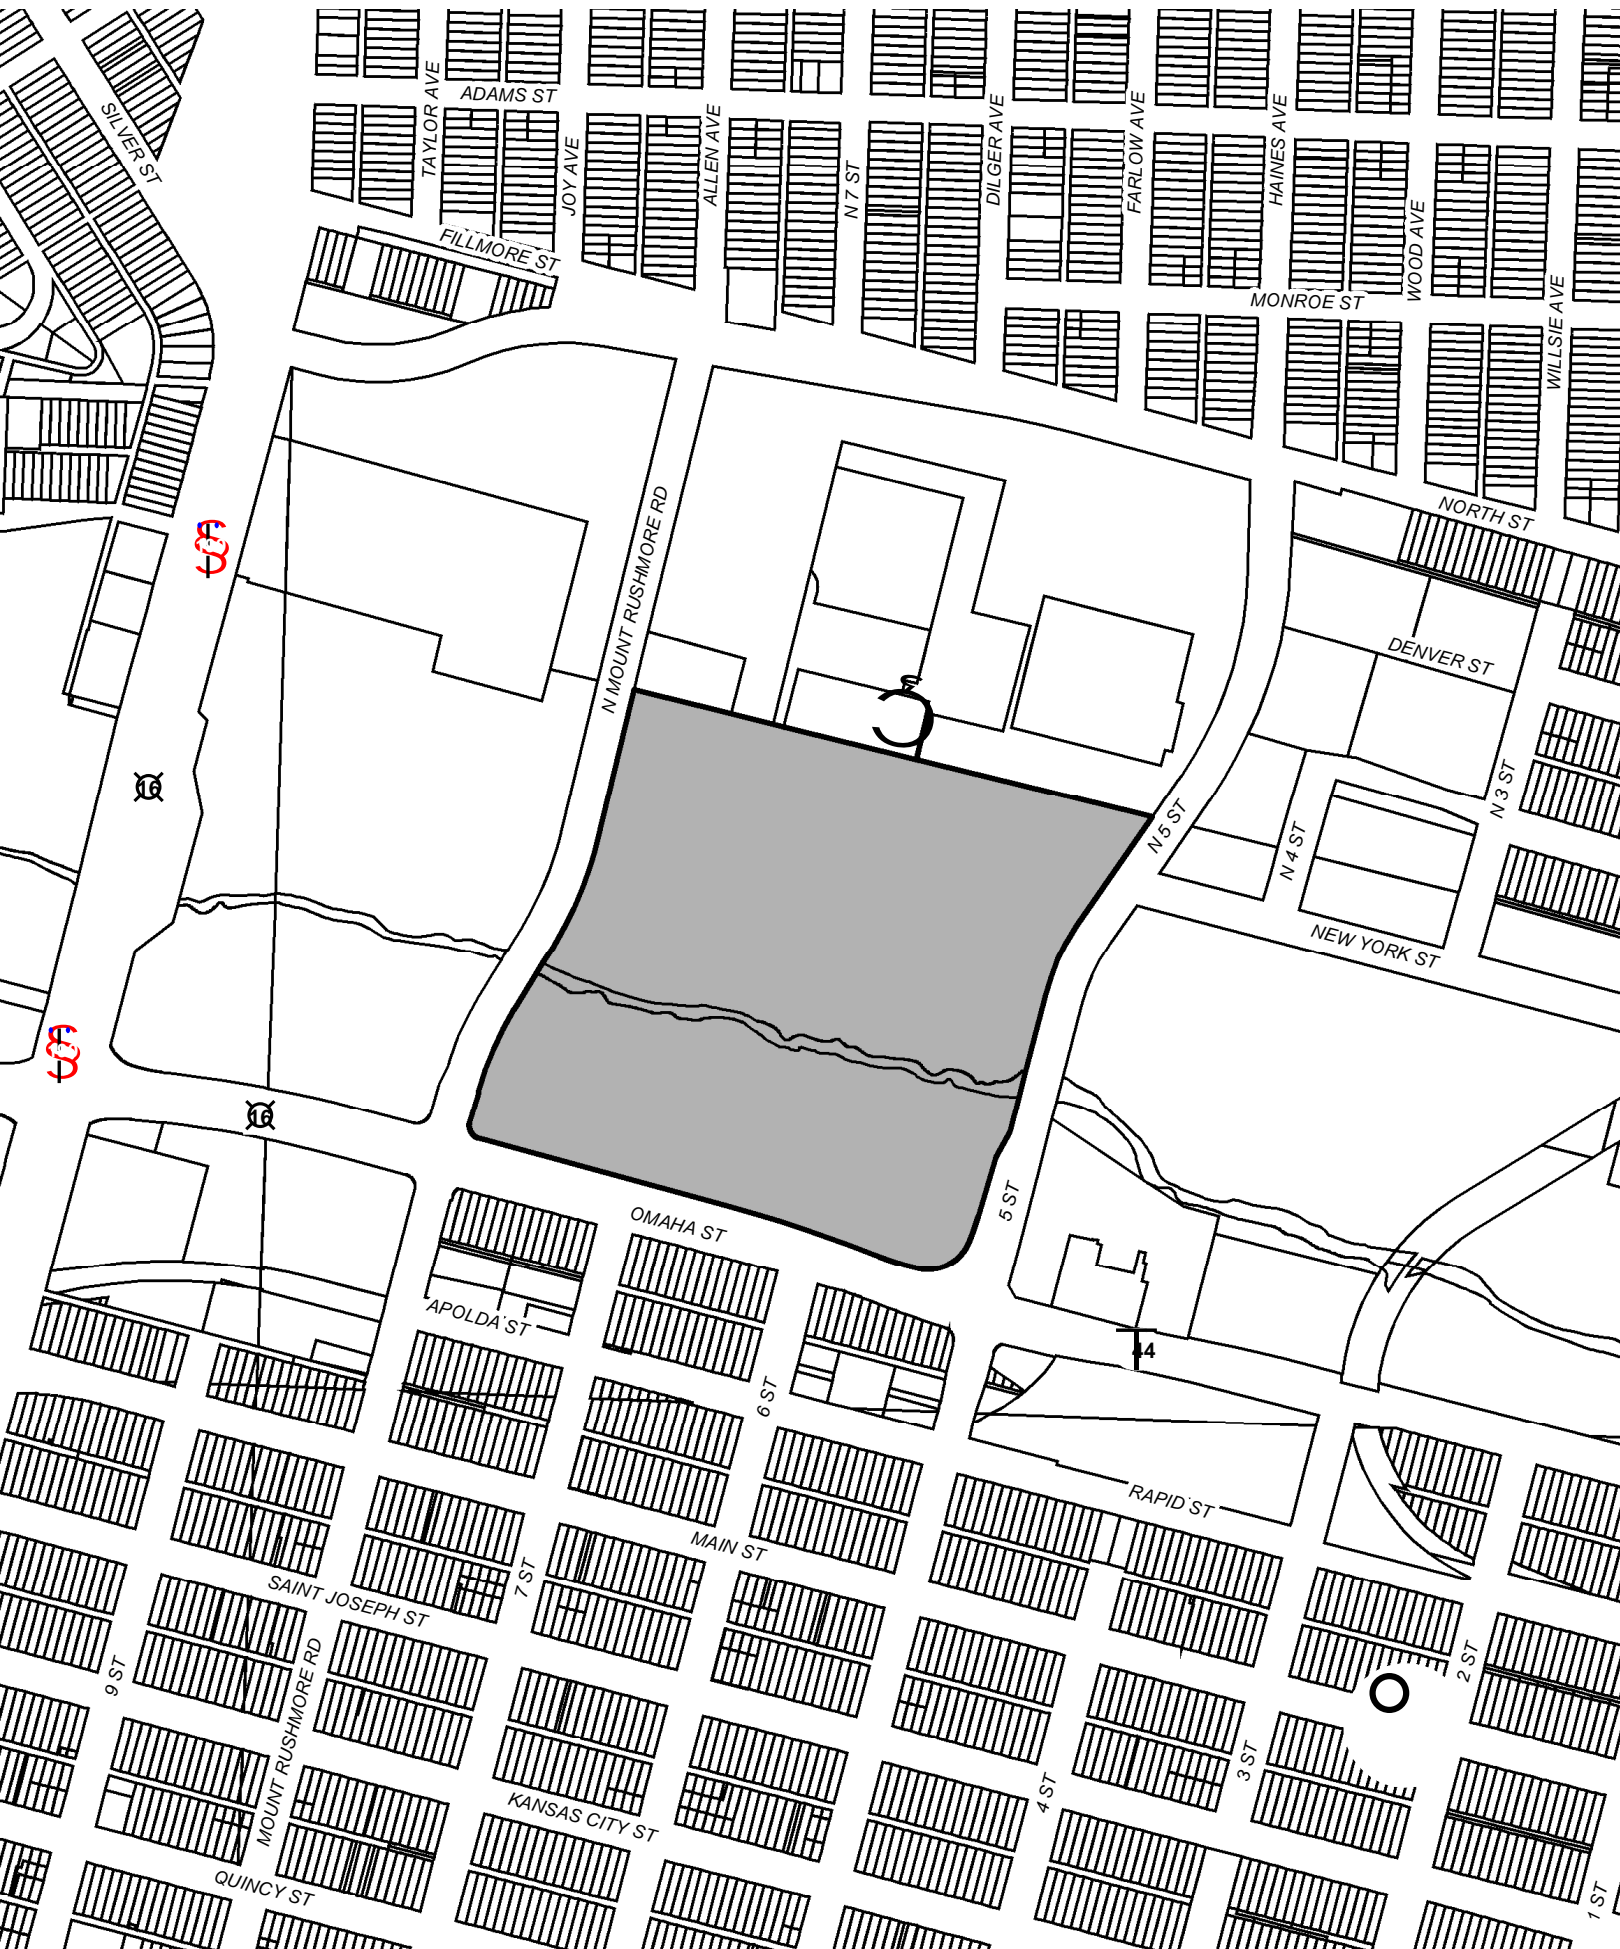 SILVER ST
TAYLOR AVE
ADAMS ST
JOY AVE
ALLEN AVE
N 7 ST
DILGER AVE
FARLOW AVE
HAINES AVE
WOOD AVE
WILLSIE AVE
FILLMORE ST
MONROE ST
NORTH ST
N MOUNT RUSHMORE RD
DENVER ST
N 3 ST
N 5 ST
N 4 ST
16
NEW YORK ST
16
5 ST
OMAHA ST
APOLDA ST
44
6 ST
RAPID ST
MAIN ST
7 ST
SAINT JOSEPH ST
9 ST
MOUNT RUSHMORE RD
2 ST
3 ST
4 ST
KANSAS CITY ST
QUINCY ST
1 ST